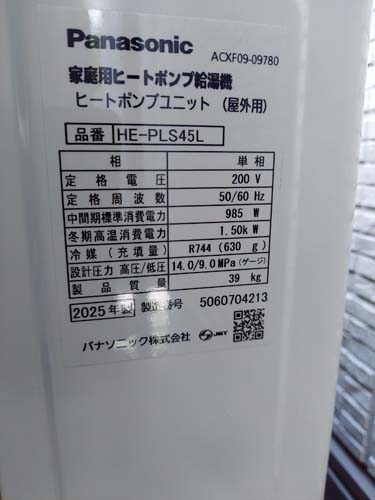 Panasonic ACXF09-09780
家庭用ヒートポンプ給湯機
ヒートポンプユニット (屋外用)
品番 HE-PLS45L
相 単相
定格電圧 200 V
定格周波数 50/60 Hz
中間期標準消費電力 985 W
冬期高温消費電力 1.50k W
冷媒 (充填量) R744 (630 g)
設計圧力 高圧/低圧 14.0/9.0 MPa (ゲージ)
製品質量 39 kg
2025年製 製造番号 5060704213
パナソニック株式会社 JET